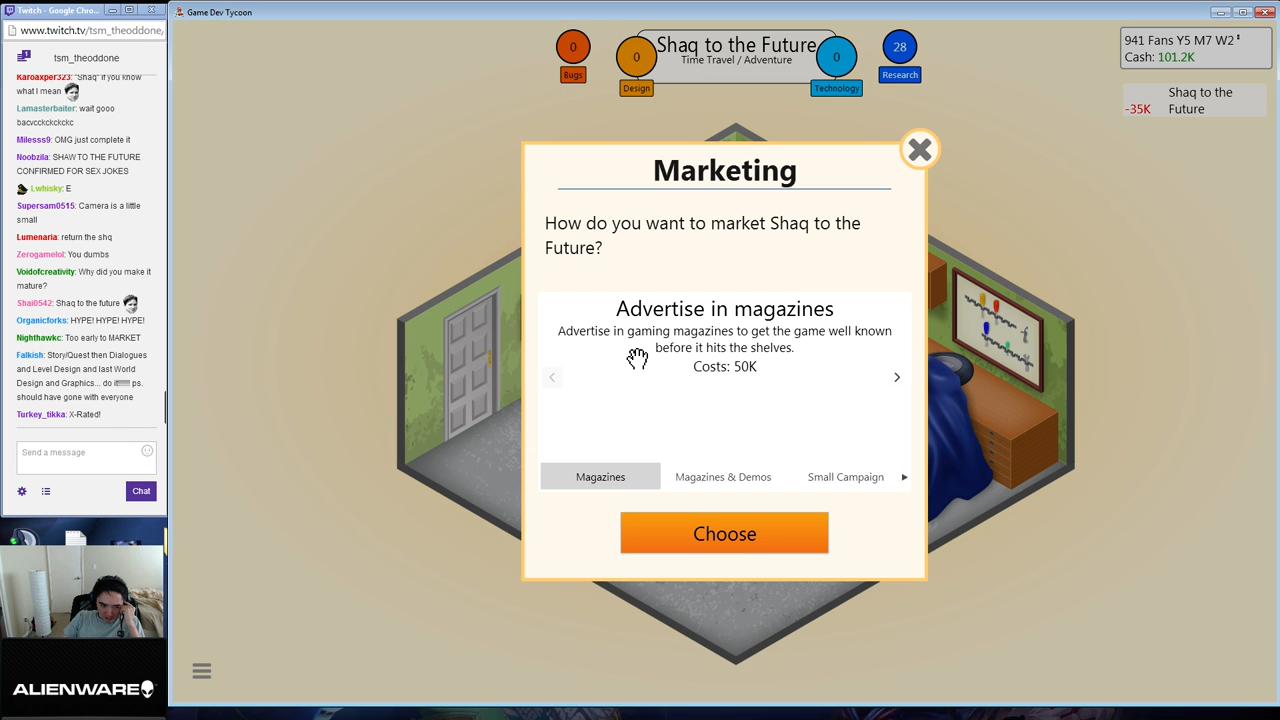 Twitch - Google Chro...
www.twitch.tv/tsm_theoddone/
tsm_theoddone
Karoaxper323: "Shaq" if you know
what I mean
Lamasterbaiter: wait gooo
bacvcckckckckc
Milesss9: OMG just complete it
Noobzila: SHAW TO THE FUTURE
CONFIRMED FOR SEX JOKES
Lwhisky: E
Supersam0515: Camera is a little
small
Lumenaria: return the shq
Zerogamelol: You dumbs
Voidofcreativity: Why did you make it
mature?
Shai0542: Shaq to the future
Organicforks: HYPE! HYPE! HYPE!
Nighthawkc: Too early to MARKET
Falkish: Story/Quest then Dialogues
and Level Design and last World
Design and Graphics... do it ps.
should have gone with everyone
Turkey_tikka: X-Rated!
Send a message
Chat
ALIENWARE
Game Dev Tycoon
0
Bugs
0
Design
Shaq to the Future
Time Travel / Adventure
0
Technology
28
Research
941 Fans Y5 M7 W2
Cash: 101.2K
-35K
Shaq to the
Future
Marketing
How do you want to market Shaq to the
Future?
Advertise in magazines
Advertise in gaming magazines to get the game well known
before it hits the shelves.
Costs: 50K
Magazines
Magazines & Demos
Small Campaign
Choose